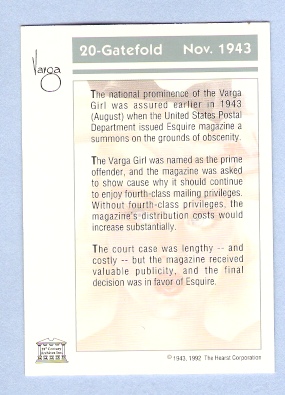 Varga
20-Gatefold Nov. 1943
The national prominence of the Varga
Girl was assured earlier in 1943
(August) when the United States Postal
Department issued Esquire magazine a
summons on the grounds of obscenity.
The Varga Girl was named as the prime
offender, and the magazine was asked
to show cause why it should continue
to enjoy fourth-class mailing privileges.
Without fourth-class privileges, the
magazine's distribution costs would
increase substantially.
The court case was lengthy -- and
costly -- but the magazine received
valuable publicity, and the final
decision was in favor of Esquire.
© 1943, 1992 The Hearst Corporation